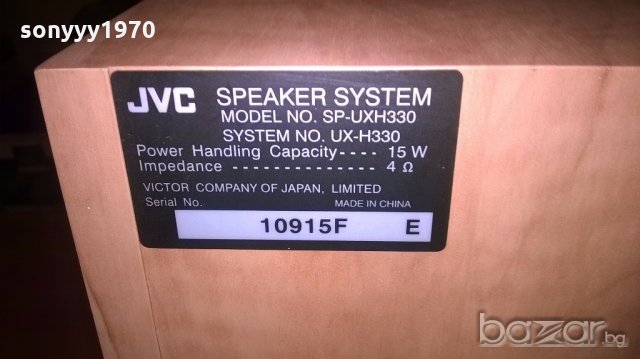 sonyyy1970
JVC SPEAKER SYSTEM
MODEL NO. SP-UXH330
SYSTEM NO. UX-H330
Power Handling Capacity---- 15 W
Impedance ---------------- 4 Ω
VICTOR COMPANY OF JAPAN, LIMITED
Serial No. MADE IN CHINA
10915F E
bazar.bg